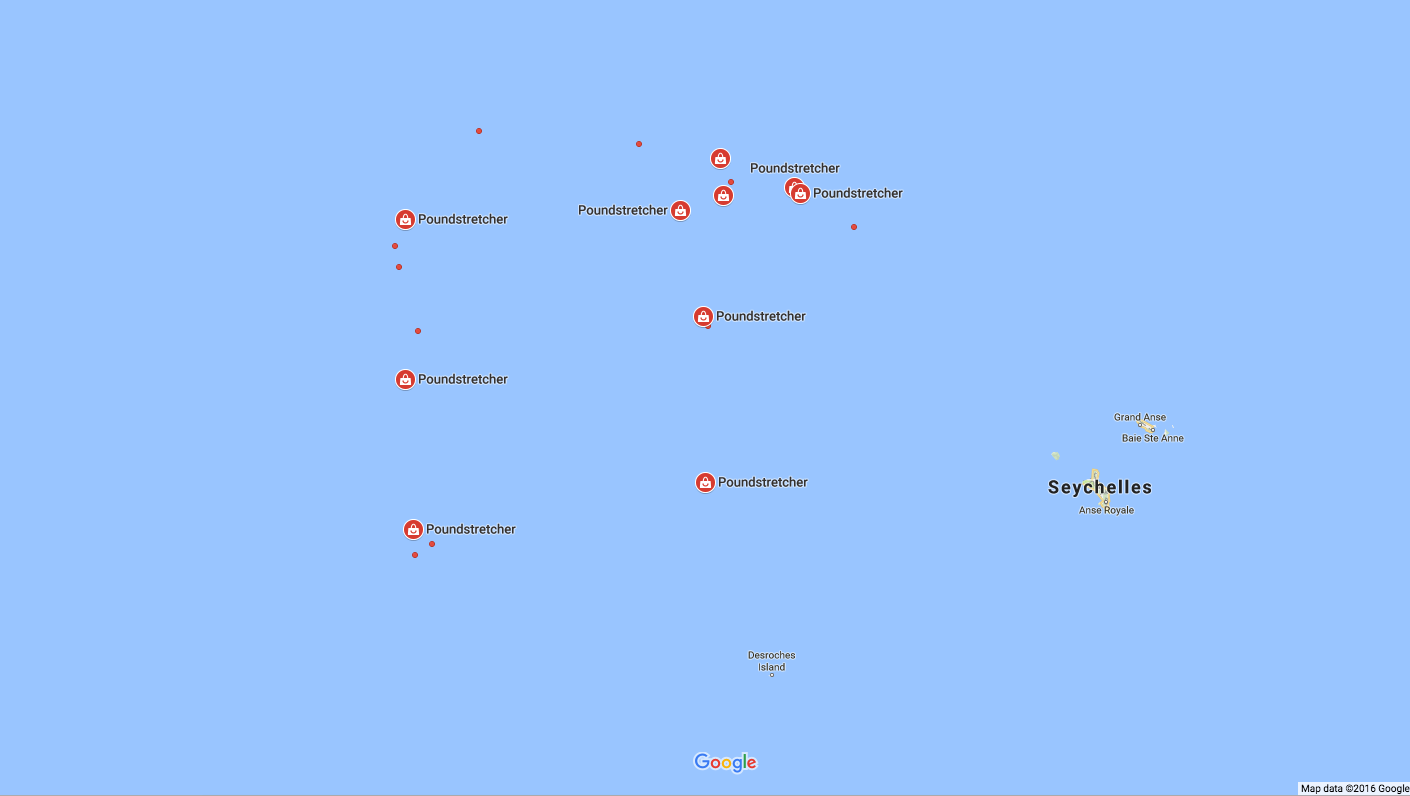 Poundstretcher
Poundstretcher
Poundstretcher
Poundstretcher
Poundstretcher
Poundstretcher
Grand Anse
Baie Ste Anne
Poundstretcher
Seychelles
Anse Royale
Poundstretcher
Desroches
Island
Google
Map data ©2016 Google